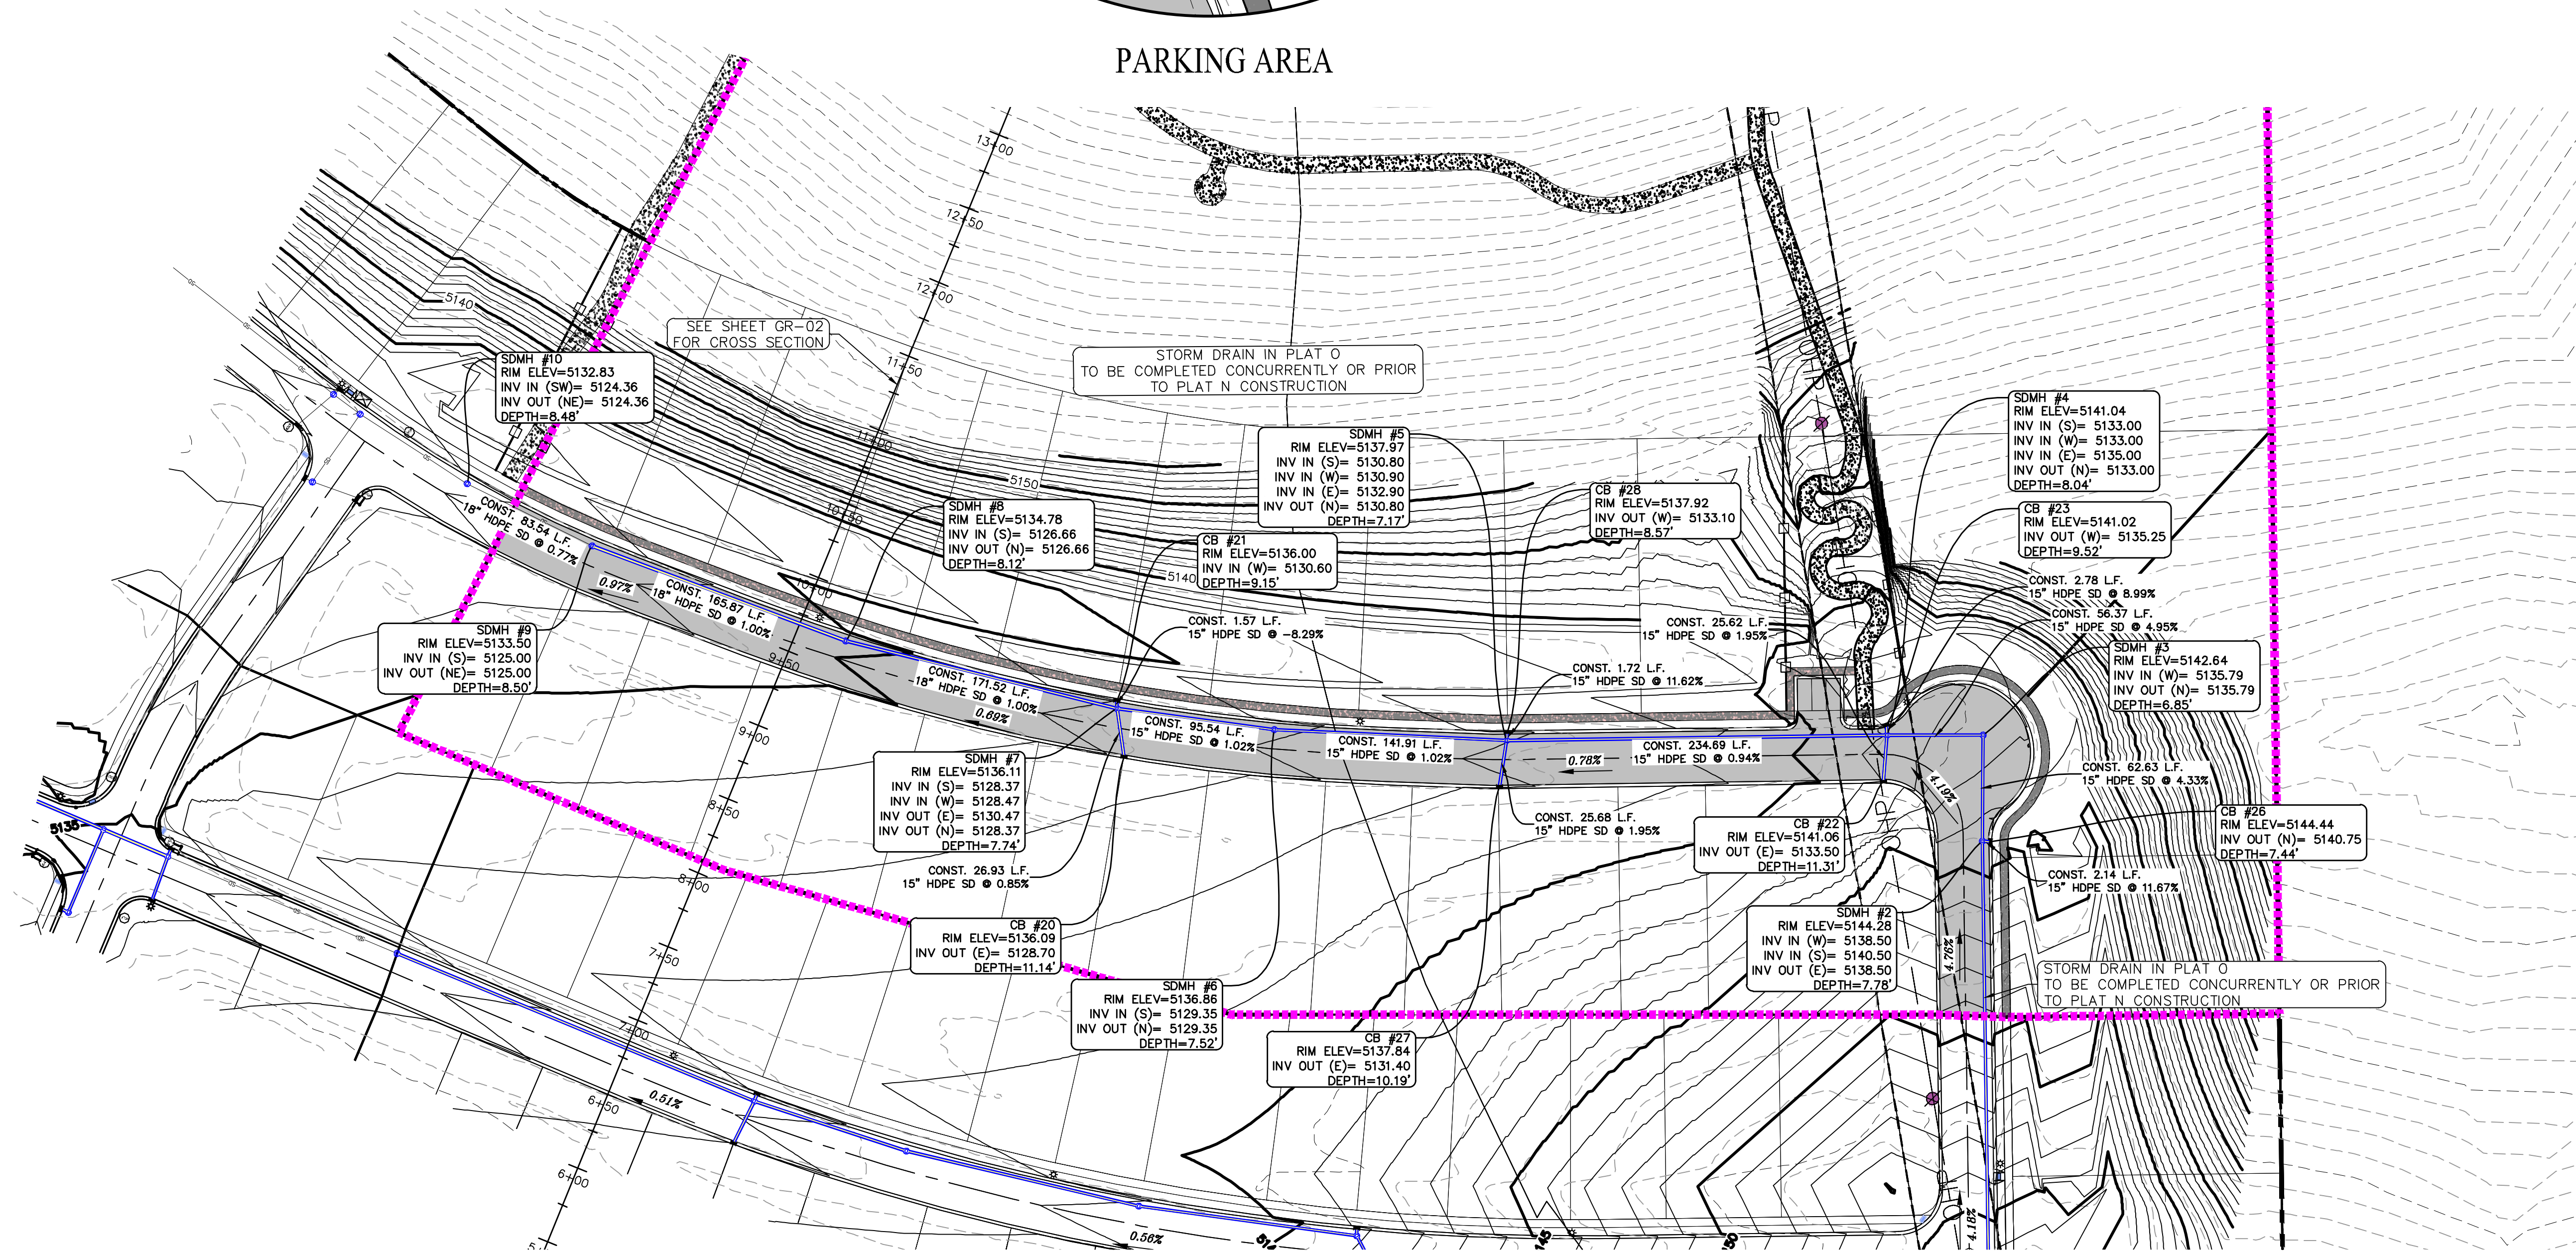 PARKING AREA
13+00
12+50
12+00
11+50
11+00
10+50
10+00
9+50
9+00
8+50
8+00
7+50
7+00
6+50
6+00
5140
SEE SHEET GR-02
FOR CROSS SECTION
STORM DRAIN IN PLAT O
TO BE COMPLETED CONCURRENTLY OR PRIOR
TO PLAT N CONSTRUCTION
SDMH #10
RIM ELEV=5132.83
INV IN (SW)= 5124.36
INV OUT (NE)= 5124.36
DEPTH=8.48'
SDMH #5
RIM ELEV=5137.97
INV IN (S)= 5130.80
INV IN (W)= 5130.90
INV IN (E)= 5132.90
INV OUT (N)= 5130.80
DEPTH=7.17'
SDMH #4
RIM ELEV=5141.04
INV IN (S)= 5133.00
INV IN (W)= 5133.00
INV IN (E)= 5135.00
INV OUT (N)= 5133.00
DEPTH=8.04'
5150
CB #28
RIM ELEV=5137.92
INV OUT (W)= 5133.10
DEPTH=8.57'
SDMH #8
RIM ELEV=5134.78
INV IN (S)= 5126.66
INV OUT (N)= 5126.66
DEPTH=8.12'
CB #23
RIM ELEV=5141.02
INV OUT (W)= 5135.25
DEPTH=9.52'
CB #21
RIM ELEV=5136.00
INV IN (W)= 5130.60
DEPTH=9.15'
5140
CONST. 83.54 L.F.
18" HDPE SD @ 0.77%
0.97%
CONST. 165.87 L.F.
18" HDPE SD @ 1.00%
CONST. 2.78 L.F.
15" HDPE SD @ 8.99%
CONST. 56.37 L.F.
15" HDPE SD @ 4.95%
CONST. 1.57 L.F.
15" HDPE SD @ -8.29%
CONST. 25.62 L.F.
15" HDPE SD @ 1.95%
SDMH #9
RIM ELEV=5133.50
INV IN (S)= 5125.00
INV OUT (NE)= 5125.00
DEPTH=8.50'
SDMH #3
RIM ELEV=5142.64
INV IN (W)= 5135.79
INV OUT (N)= 5135.79
DEPTH=6.85'
CONST. 1.72 L.F.
15" HDPE SD @ 11.62%
CONST. 171.52 L.F.
18" HDPE SD @ 1.00%
0.69%
CONST. 95.54 L.F.
15" HDPE SD @ 1.02%
CONST. 141.91 L.F.
15" HDPE SD @ 1.02%
0.78%
CONST. 234.69 L.F.
15" HDPE SD @ 0.94%
4.19%
CONST. 62.63 L.F.
15" HDPE SD @ 4.33%
SDMH #7
RIM ELEV=5136.11
INV IN (S)= 5128.37
INV IN (W)= 5128.47
INV OUT (E)= 5130.47
INV OUT (N)= 5128.37
DEPTH=7.74'
CONST. 25.68 L.F.
15" HDPE SD @ 1.95%
CB #22
RIM ELEV=5141.06
INV OUT (E)= 5133.50
DEPTH=11.31'
CB #26
RIM ELEV=5144.44
INV OUT (N)= 5140.75
DEPTH=7.44'
5135
CONST. 26.93 L.F.
15" HDPE SD @ 0.85%
CONST. 2.14 L.F.
15" HDPE SD @ 11.67%
CB #20
RIM ELEV=5136.09
INV OUT (E)= 5128.70
DEPTH=11.14'
SDMH #2
RIM ELEV=5144.28
INV IN (W)= 5138.50
INV IN (S)= 5140.50
INV OUT (E)= 5138.50
DEPTH=7.78'
4.76%
STORM DRAIN IN PLAT O
TO BE COMPLETED CONCURRENTLY OR PRIOR
TO PLAT N CONSTRUCTION
SDMH #6
RIM ELEV=5136.86
INV IN (S)= 5129.35
INV OUT (N)= 5129.35
DEPTH=7.52'
CB #27
RIM ELEV=5137.84
INV OUT (E)= 5131.40
DEPTH=10.19'
0.51%
0.56%
4.18%